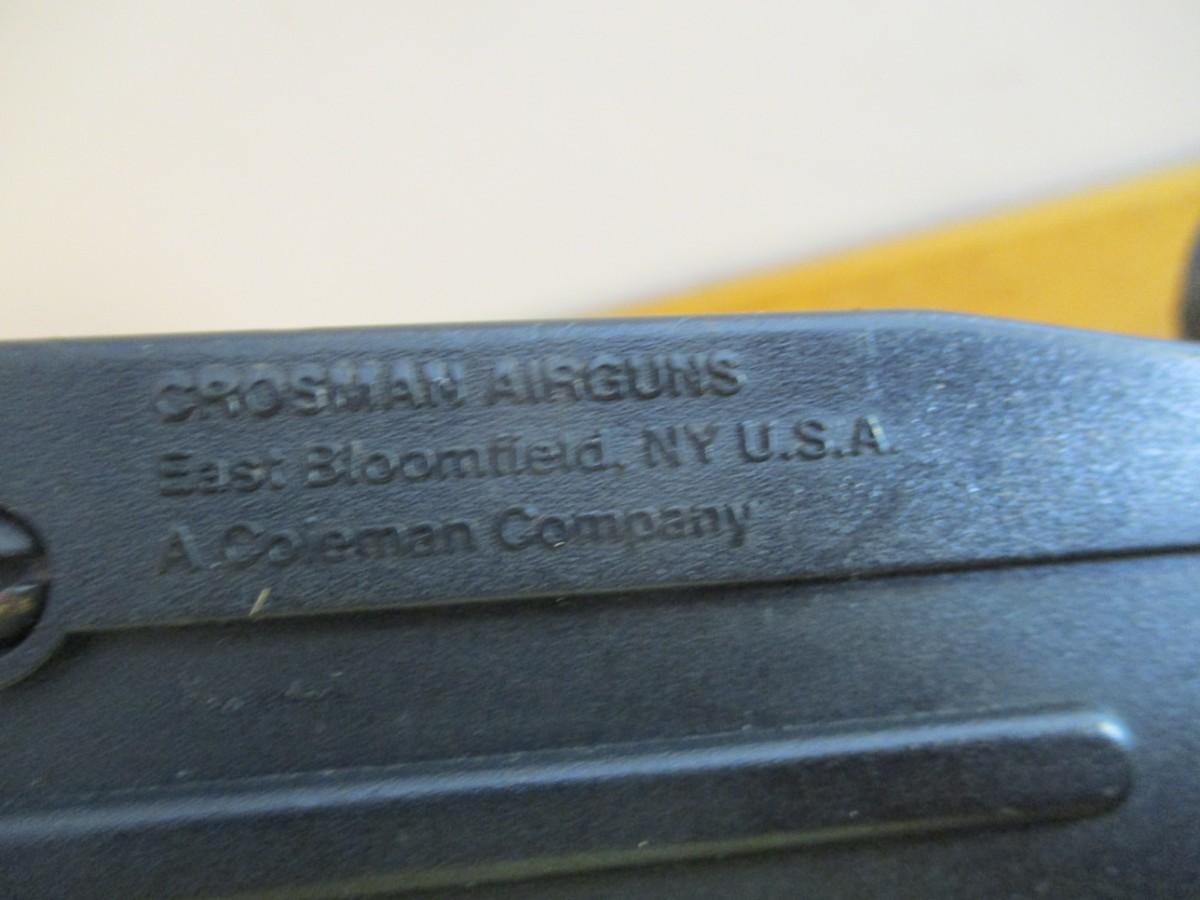 CROSMAN AIRGUNS
East Bloomfield, NY U.S.A.
A Coleman Company